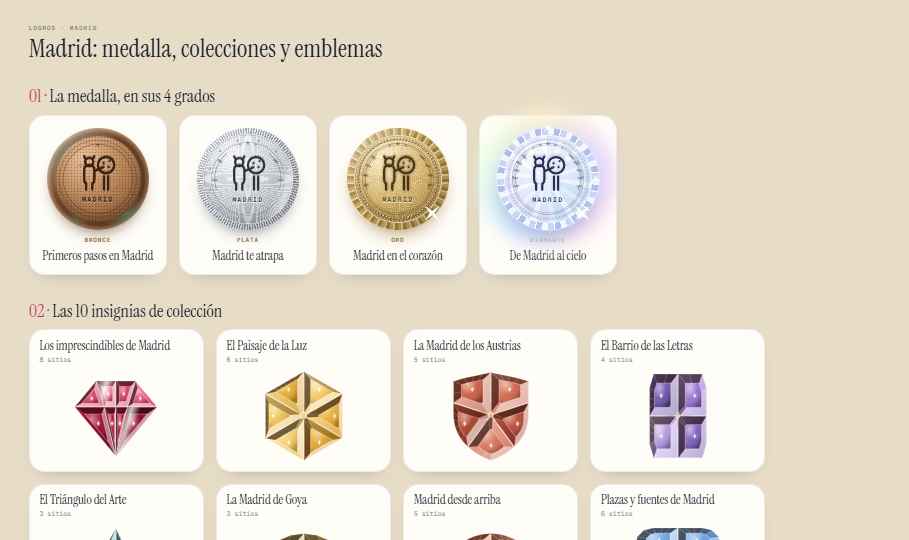 LOGROS · MADRID
Madrid: medalla, colecciones y emblemas
01 · La medalla, en sus 4 grados
MADRID
MADRID
MADRID
MADRID
BRONCE
PLATA
ORO
DIAMANTE
Primeros pasos en Madrid
Madrid te atrapa
Madrid en el corazón
De Madrid al cielo
02 · Las 10 insignias de colección
Los imprescindibles de Madrid
El Paisaje de la Luz
La Madrid de los Austrias
El Barrio de las Letras
8 sitios
6 sitios
5 sitios
4 sitios
El Triángulo del Arte
La Madrid de Goya
Madrid desde arriba
Plazas y fuentes de Madrid
3 sitios
3 sitios
5 sitios
6 sitios